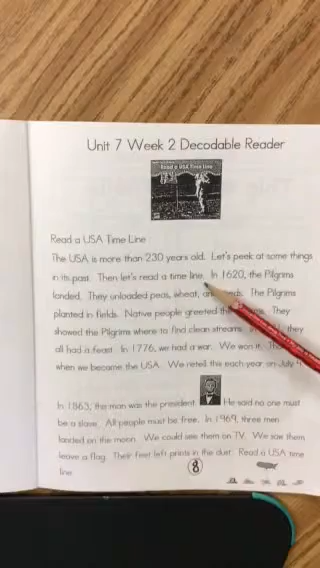 Unit 7 Week 2 Decodable Reader
Read a USA Time Line
Read a USA Time Line
The USA is more than 230 years old. Let's peek at some things
in its past. Then let's read a time line. In 1620, the Pilgrims
landed. They unloaded peas, wheat, and The Pilgrims
planted in fields. Native people greeted the They
showed the Pilgrims where to find clean streams. they
all had a feast. In 1776, we had a war. We won it.
when we became the USA. We retell this each year on July 4
In 1863, this man was the president. He said no one must
be a slave. All people must be free. In 1969, three men
landed on the moon. We could see them on TV. We saw them
leave a flag. Their feet left prints in the dust. Read a USA time
line.
8